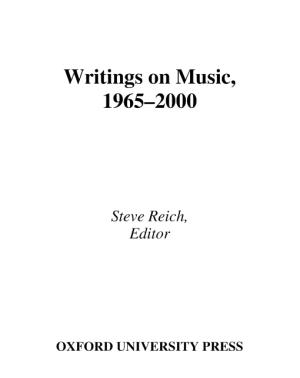 Writings on Music,
1965–2000
Steve Reich,
Editor
OXFORD UNIVERSITY PRESS